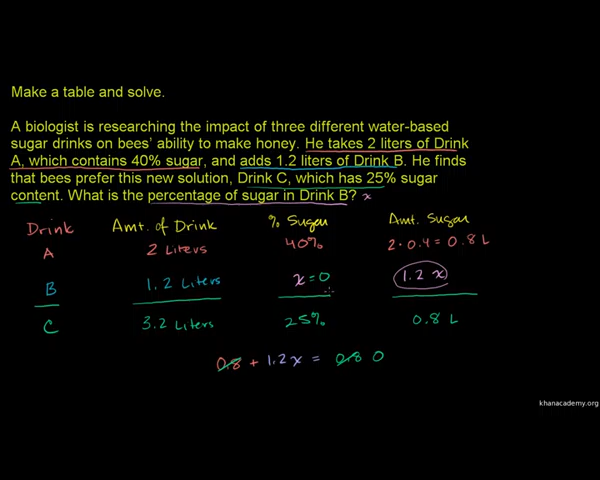 Make a table and solve.
A biologist is researching the impact of three different water-based
sugar drinks on bees' ability to make honey. He takes 2 liters of Drink
A, which contains 40% sugar, and adds 1.2 liters of Drink B. He finds
that bees prefer this new solution, Drink C, which has 25% sugar
content. What is the percentage of sugar in Drink B? x
Drink Amt. of Drink % Sugar Amt. Sugar
A 2 Liters 40% 2 · 0.4 = 0.8 L
B 1.2 Liters x = 0 1.2 x
C 3.2 Liters 25% 0.8 L
0.8 + 1.2x = 0.8 0
khanacademy.org